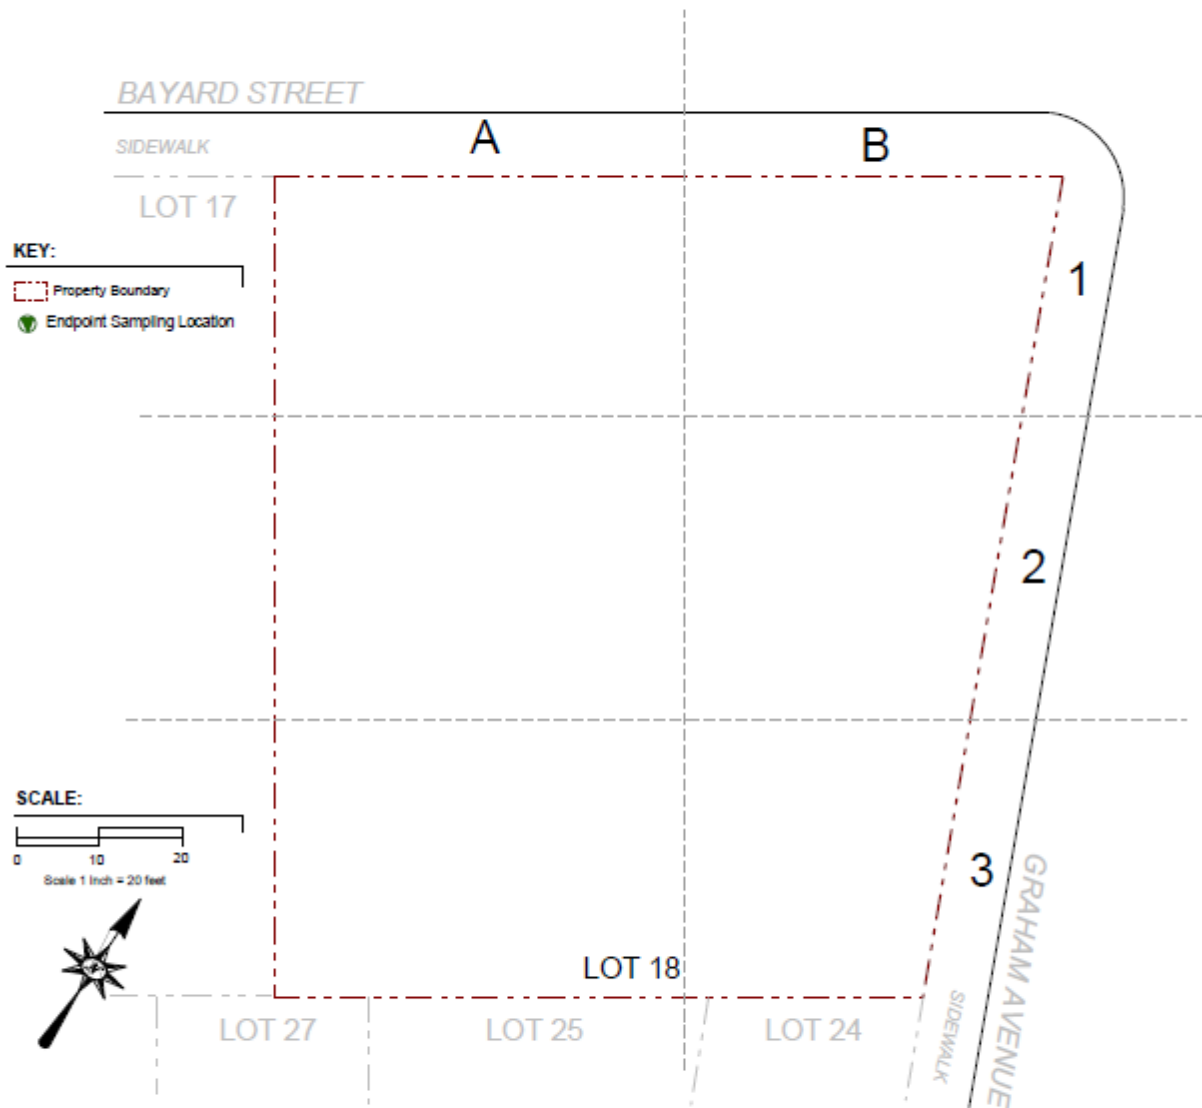 BAYARD STREET
A
B
SIDEWALK
LOT 17
KEY:
Property Boundary
Endpoint Sampling Location
1
2
SCALE:
0 10 20
Scale 1 Inch = 20 feet
3
GRAHAM AVENUE
LOT 18
SIDEWALK
LOT 27
LOT 25
LOT 24